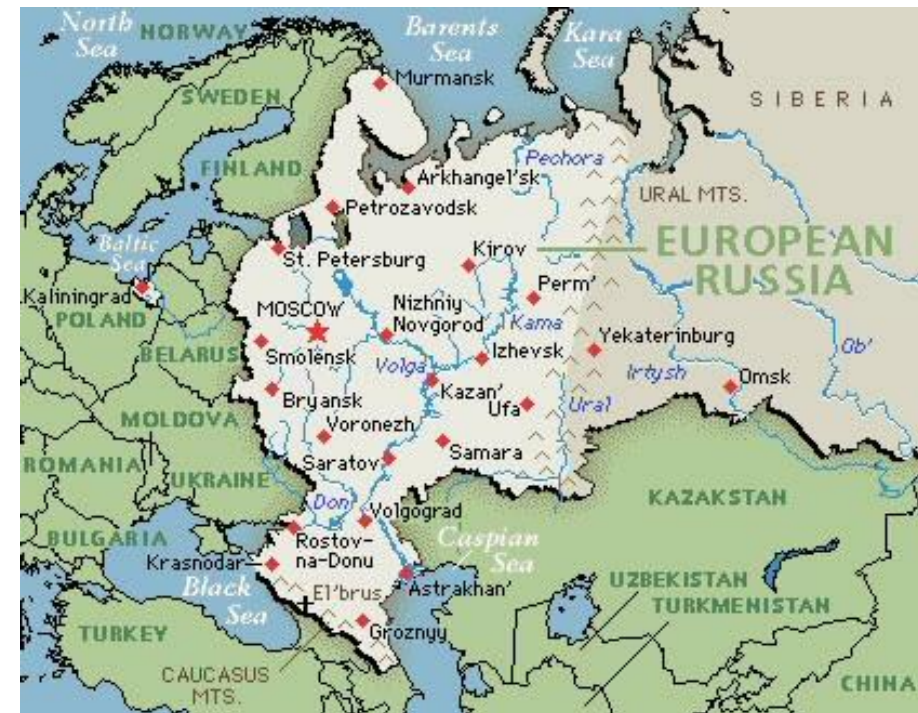 North
Sea
NORWAY
Barents
Sea
Kara
Sea
Murmansk
SWEDEN
SIBERIA
FINLAND
Pechora
Arkhangel'sk
URAL MTS.
Petrozavodsk
EUROPEAN
RUSSIA
Baltic
Sea
St. Petersburg
Kirov
Perm'
Kaliningrad
POLAND
MOSCOW
Nizhniy
Novgorod
Kama
Yekaterinburg
Ob'
BELARUS
Smolensk
Volga
Izhevsk
Irtysh
Omsk
Bryansk
Kazan'
Ufa
Ural
MOLDOVA
Voronezh
Samara
ROMANIA
Saratov
UKRAINE
Don
Volgograd
KAZAKSTAN
BULGARIA
Rostov-
na-Donu
Caspian
Sea
Krasnodar
Black
Sea
El'brus
Astrakhan'
UZBEKISTAN
TURKMENISTAN
TURKEY
Groznyy
CAUCASUS
MTS.
CHINA